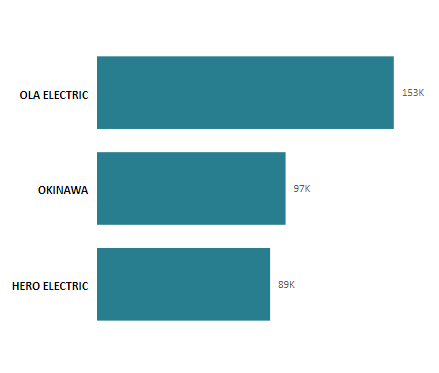 OLA ELECTRIC 153K
OKINAWA 97K
HERO ELECTRIC 89K